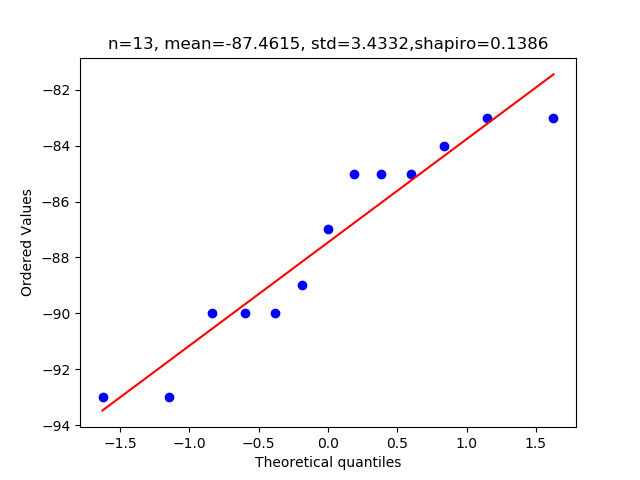 n=13, mean=-87.4615, std=3.4332,shapiro=0.1386
Ordered Values
−82
−84
−86
−88
−90
−92
−94
−1.5 −1.0 −0.5 0.0 0.5 1.0 1.5
Theoretical quantiles